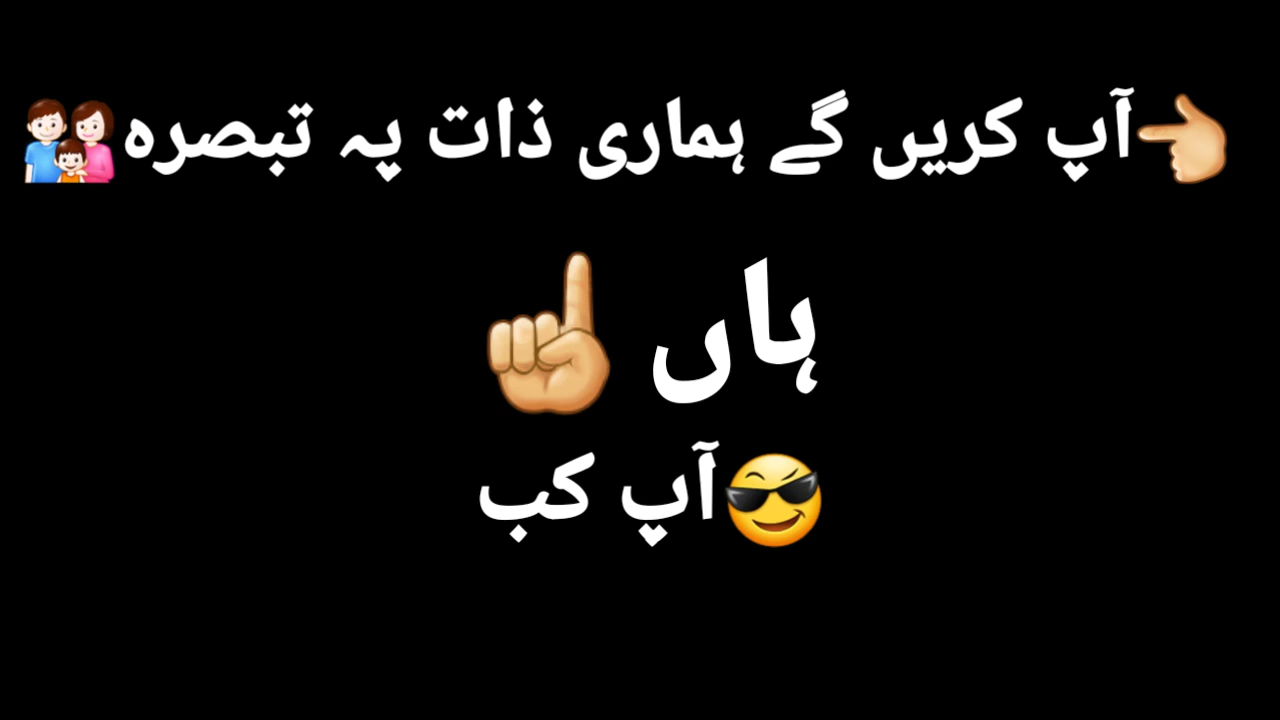 👈آپ کریں گے ہماری ذات پہ تبصرہ👪
ہاں ☝
😎آپ کب